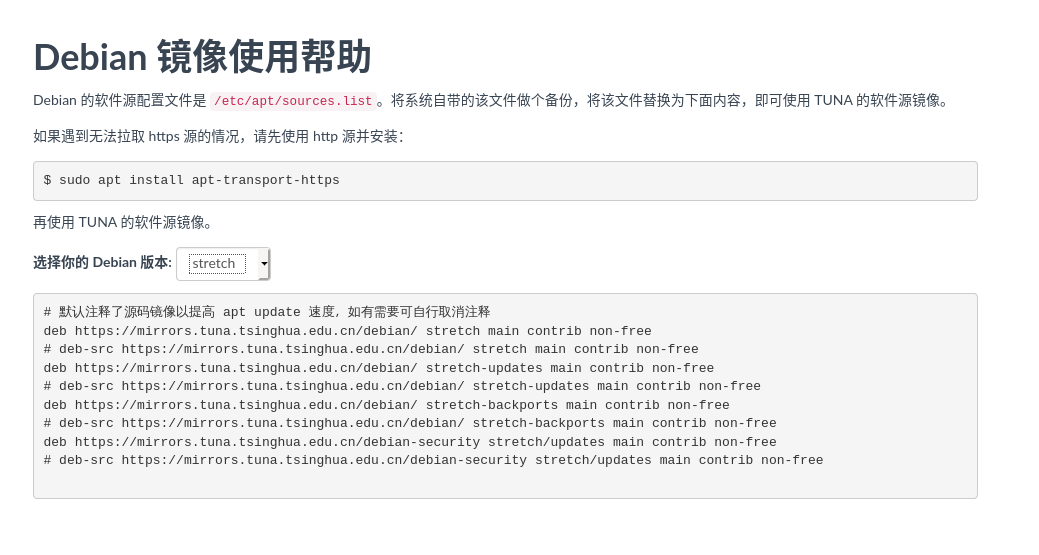 Debian 镜像使用帮助
Debian 的软件源配置文件是 /etc/apt/sources.list。将系统自带的该文件做个备份，将该文件替换为下面内容，即可使用 TUNA 的软件源镜像。
如果遇到无法拉取 https 源的情况，请先使用 http 源并安装：
$ sudo apt install apt-transport-https
再使用 TUNA 的软件源镜像。
选择你的 Debian 版本: stretch
# 默认注释了源码镜像以提高 apt update 速度，如有需要可自行取消注释
deb https://mirrors.tuna.tsinghua.edu.cn/debian/ stretch main contrib non-free
# deb-src https://mirrors.tuna.tsinghua.edu.cn/debian/ stretch main contrib non-free
deb https://mirrors.tuna.tsinghua.edu.cn/debian/ stretch-updates main contrib non-free
# deb-src https://mirrors.tuna.tsinghua.edu.cn/debian/ stretch-updates main contrib non-free
deb https://mirrors.tuna.tsinghua.edu.cn/debian/ stretch-backports main contrib non-free
# deb-src https://mirrors.tuna.tsinghua.edu.cn/debian/ stretch-backports main contrib non-free
deb https://mirrors.tuna.tsinghua.edu.cn/debian-security stretch/updates main contrib non-free
# deb-src https://mirrors.tuna.tsinghua.edu.cn/debian-security stretch/updates main contrib non-free